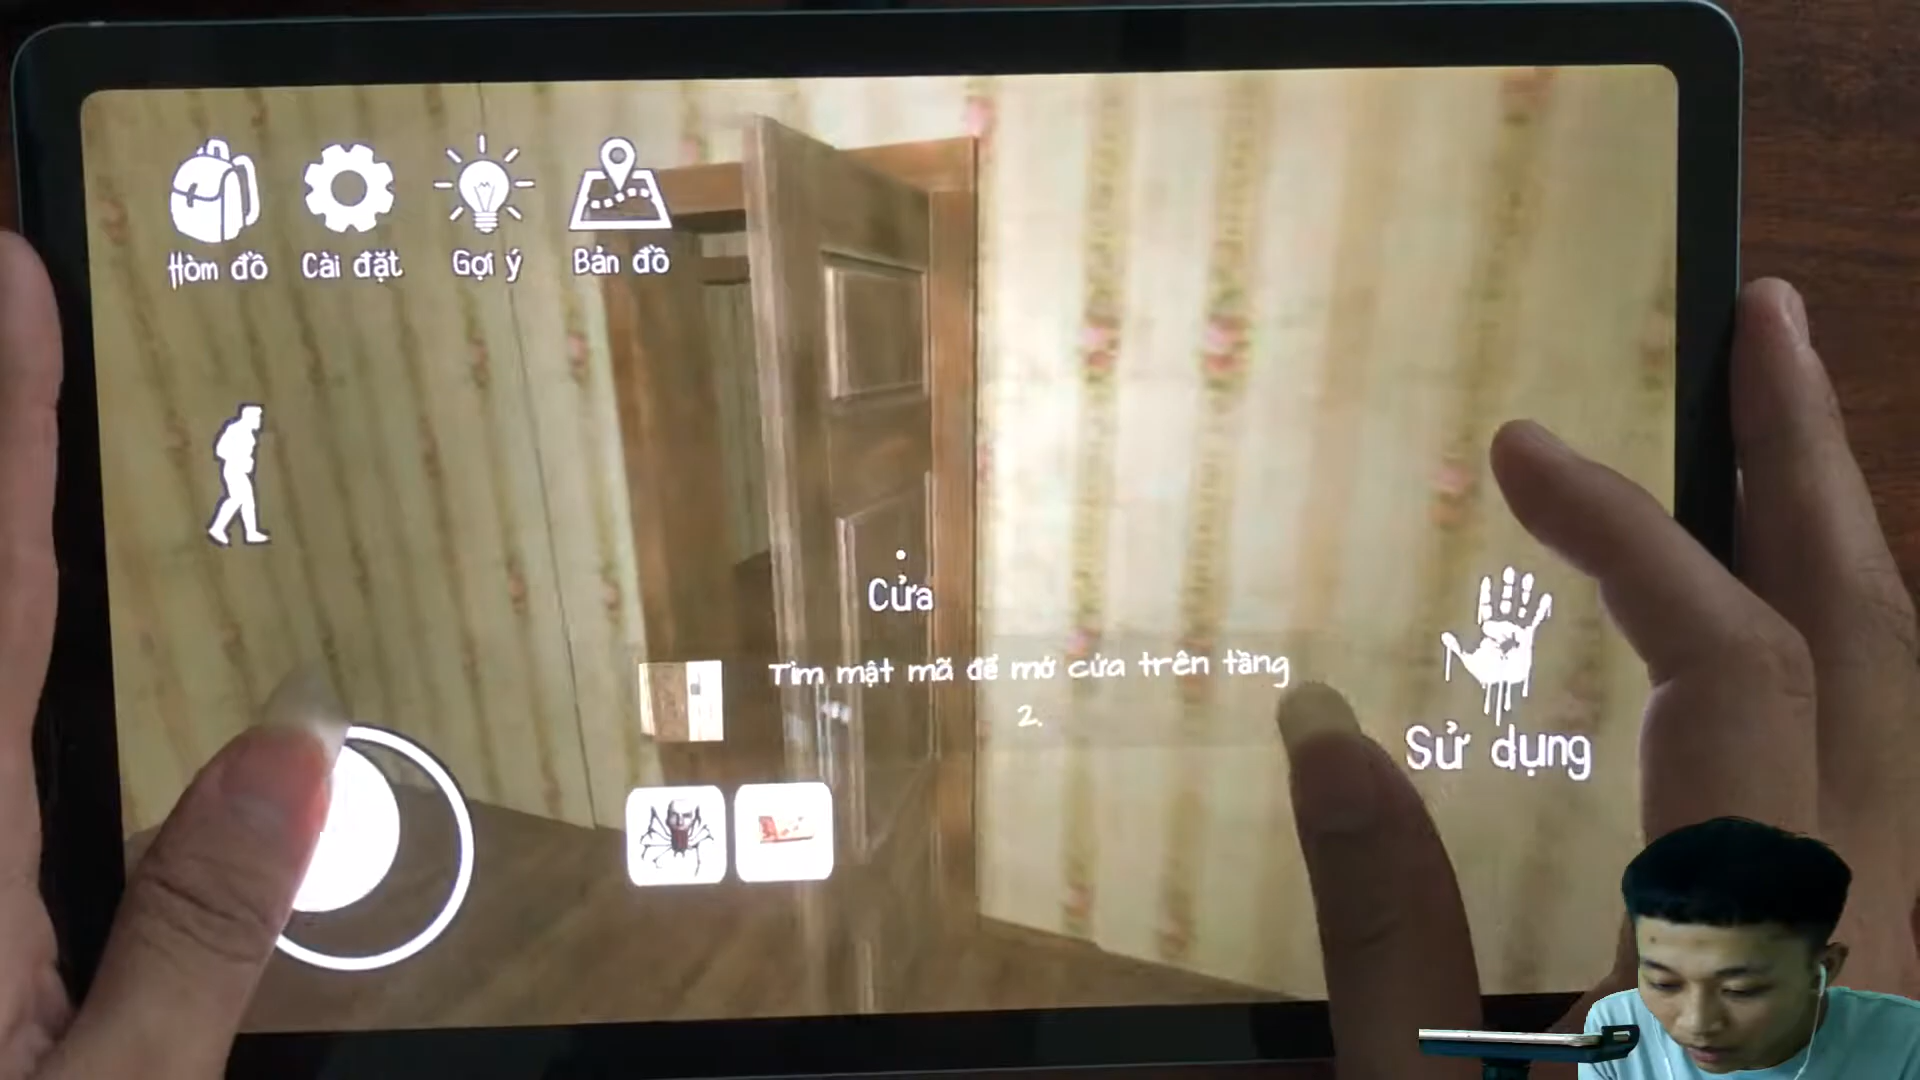 Hòm đồ
Cài đặt
Gợi ý
Bản đồ
Cửa
Tìm mật mã để mở cửa trên tầng
2.
Sử dụng